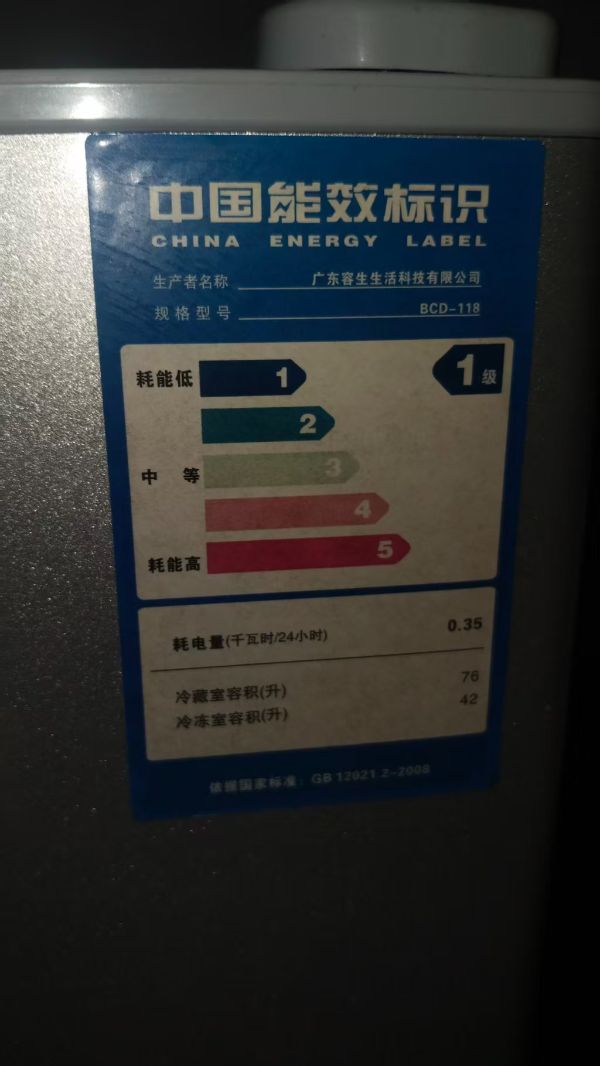 中国能效标识
CHINA ENERGY LABEL
生产者名称 广东容生生活科技有限公司
规格型号 BCD-118
耗能低 1 1级
2
中等 3
4
耗能高 5
耗电量(千瓦时/24小时) 0.35
冷藏室容积(升) 76
冷冻室容积(升) 42
依据国家标准：GB 12021.2-2008